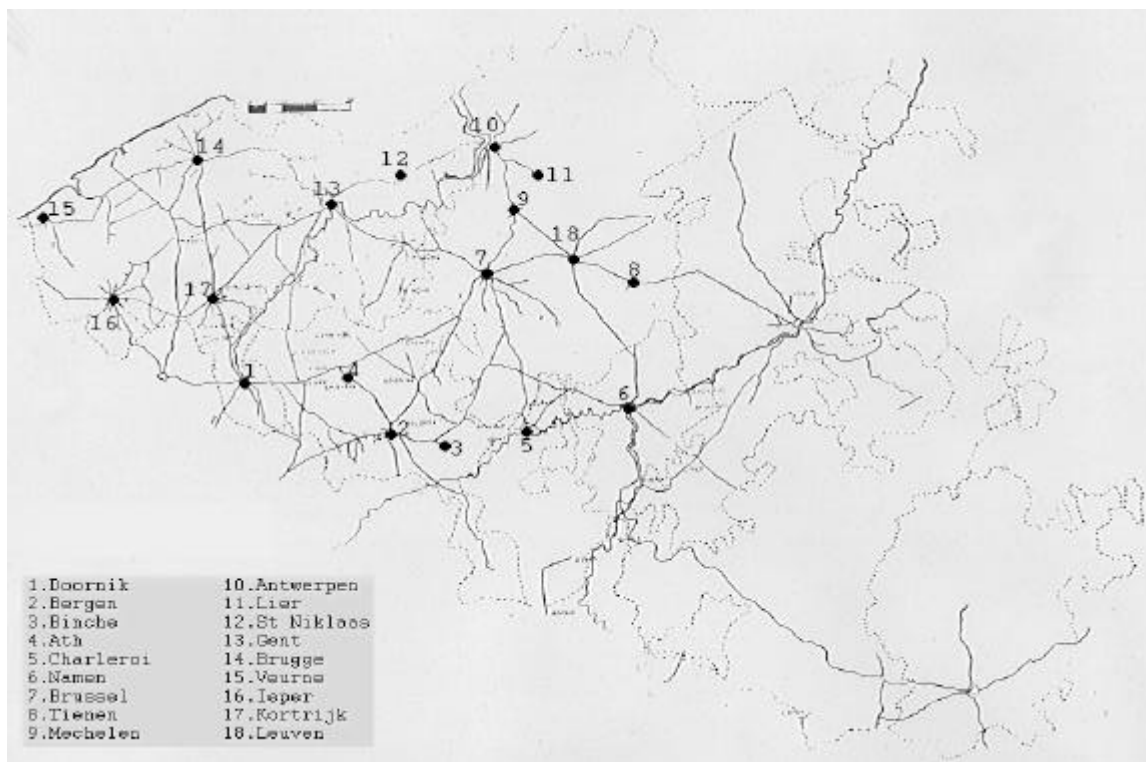 10
14
12
11
13
15
9
18
7
8
17
16
1
4
6
2
3
5
1.Doornik
2.Bergen
3.Binche
4.Ath
5.Charleroi
6.Namen
7.Brussel
8.Tienen
9.Mechelen
10.Antwerpen
11.Lier
12.St Niklaas
13.Gent
14.Brugge
15.Veurne
16.Ieper
17.Kortrijk
18.Leuven